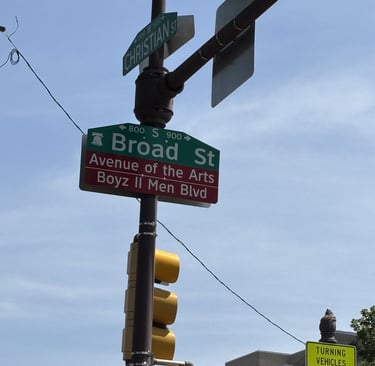 CHRISTIAN ST
← 800 S 900 →
Broad St
Avenue of the Arts
Boyz II Men Blvd
TURNING
VEHICLES